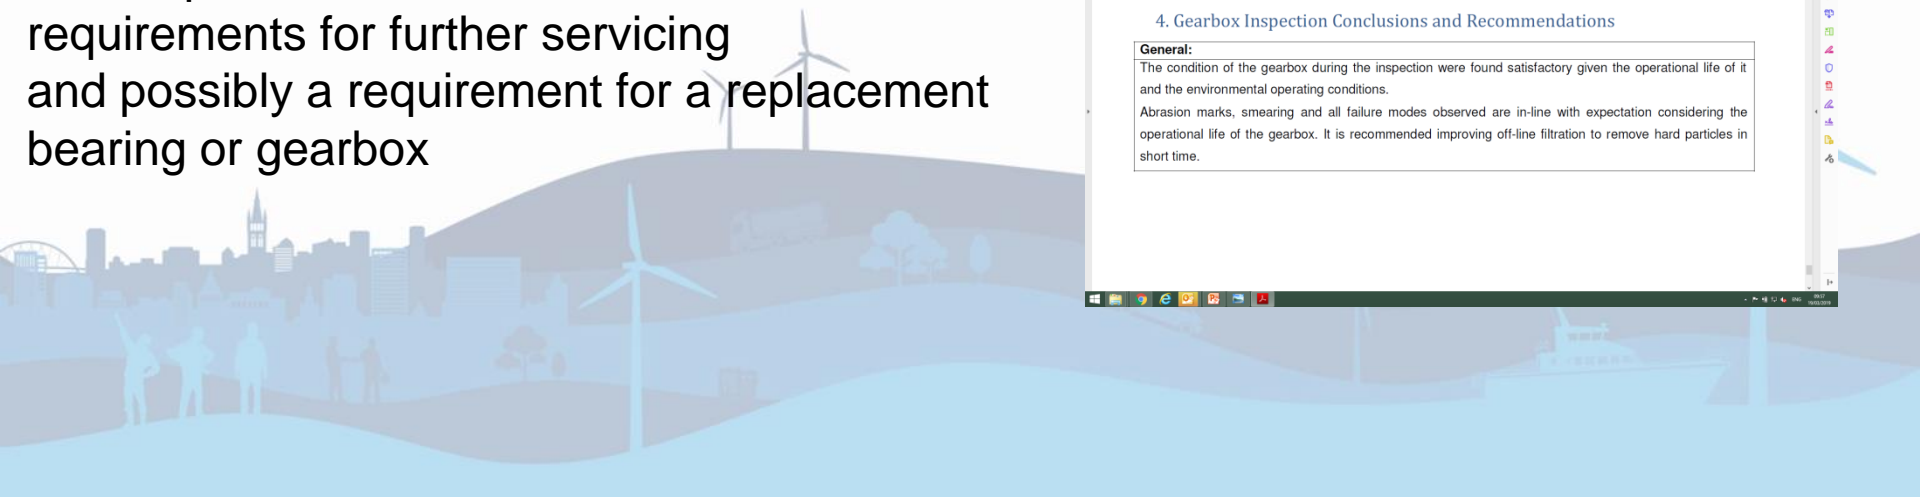 requirements for further servicing
and possibly a requirement for a replacement
bearing or gearbox
4. Gearbox Inspection Conclusions and Recommendations
General:
The condition of the gearbox during the inspection were found satisfactory given the operational life of it
and the environmental operating conditions.
Abrasion marks, smearing and all failure modes observed are in-line with expectation considering the
operational life of the gearbox. It is recommended improving off-line filtration to remove hard particles in
short time.
ENG